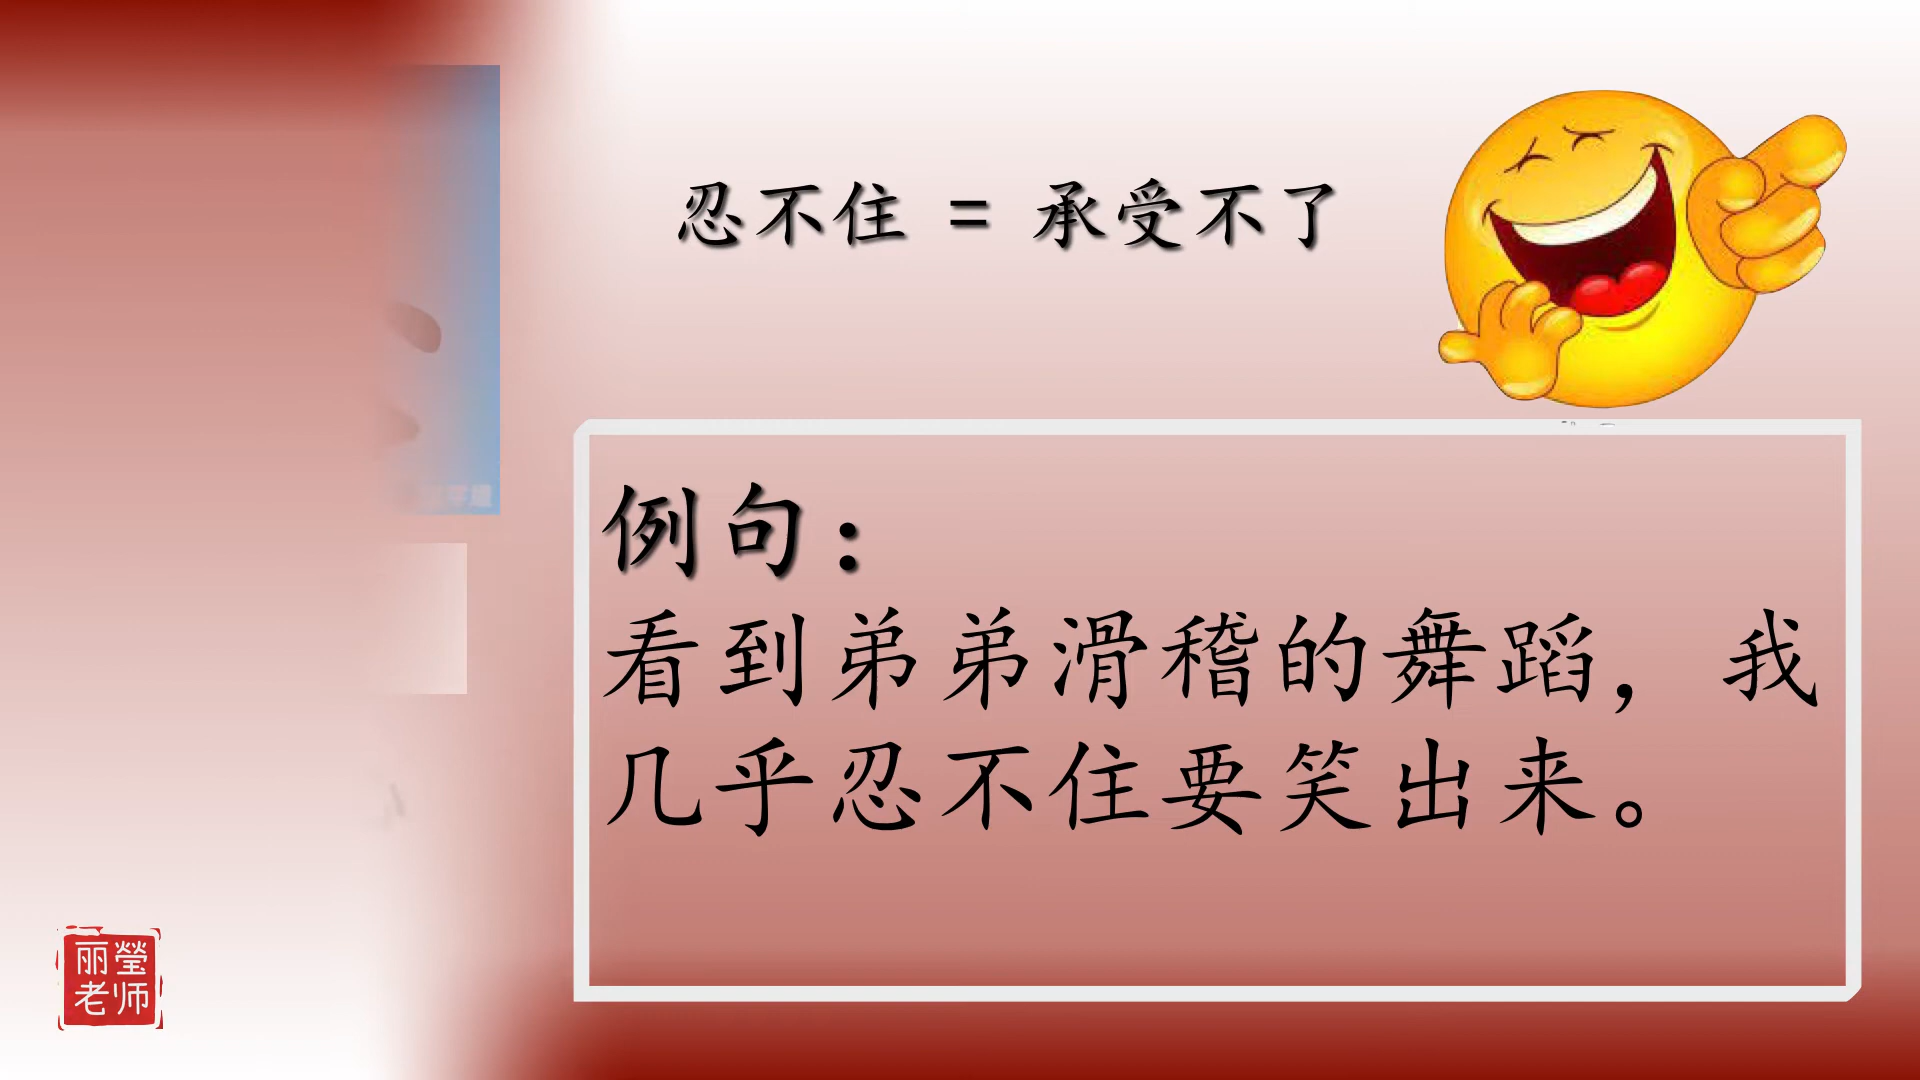 忍不住 = 承受不了
例句：
看到弟弟滑稽的舞蹈，我
几乎忍不住要笑出来。
丽瑩
老师